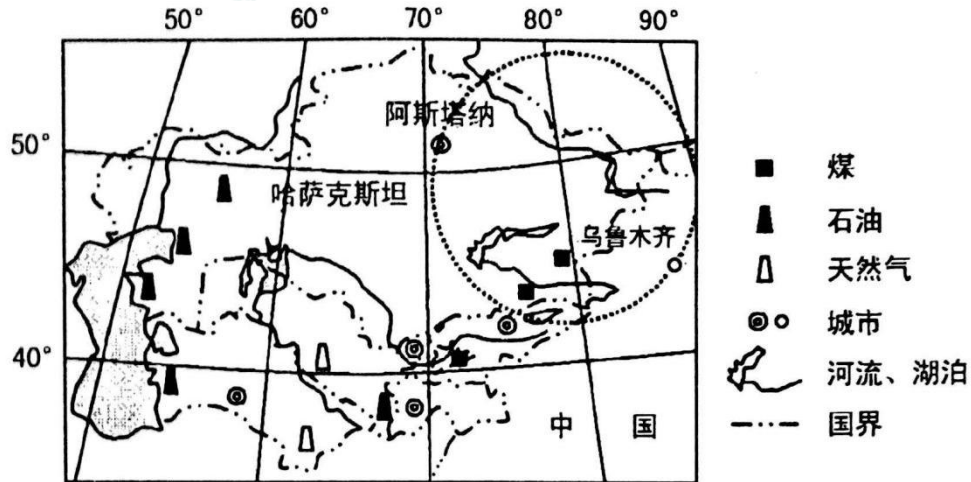 50° 60° 70° 80° 90°
阿斯塔纳
50°
哈萨克斯坦
乌鲁木齐
40°
中 国
煤
石油
天然气
城市
河流、湖泊
国界